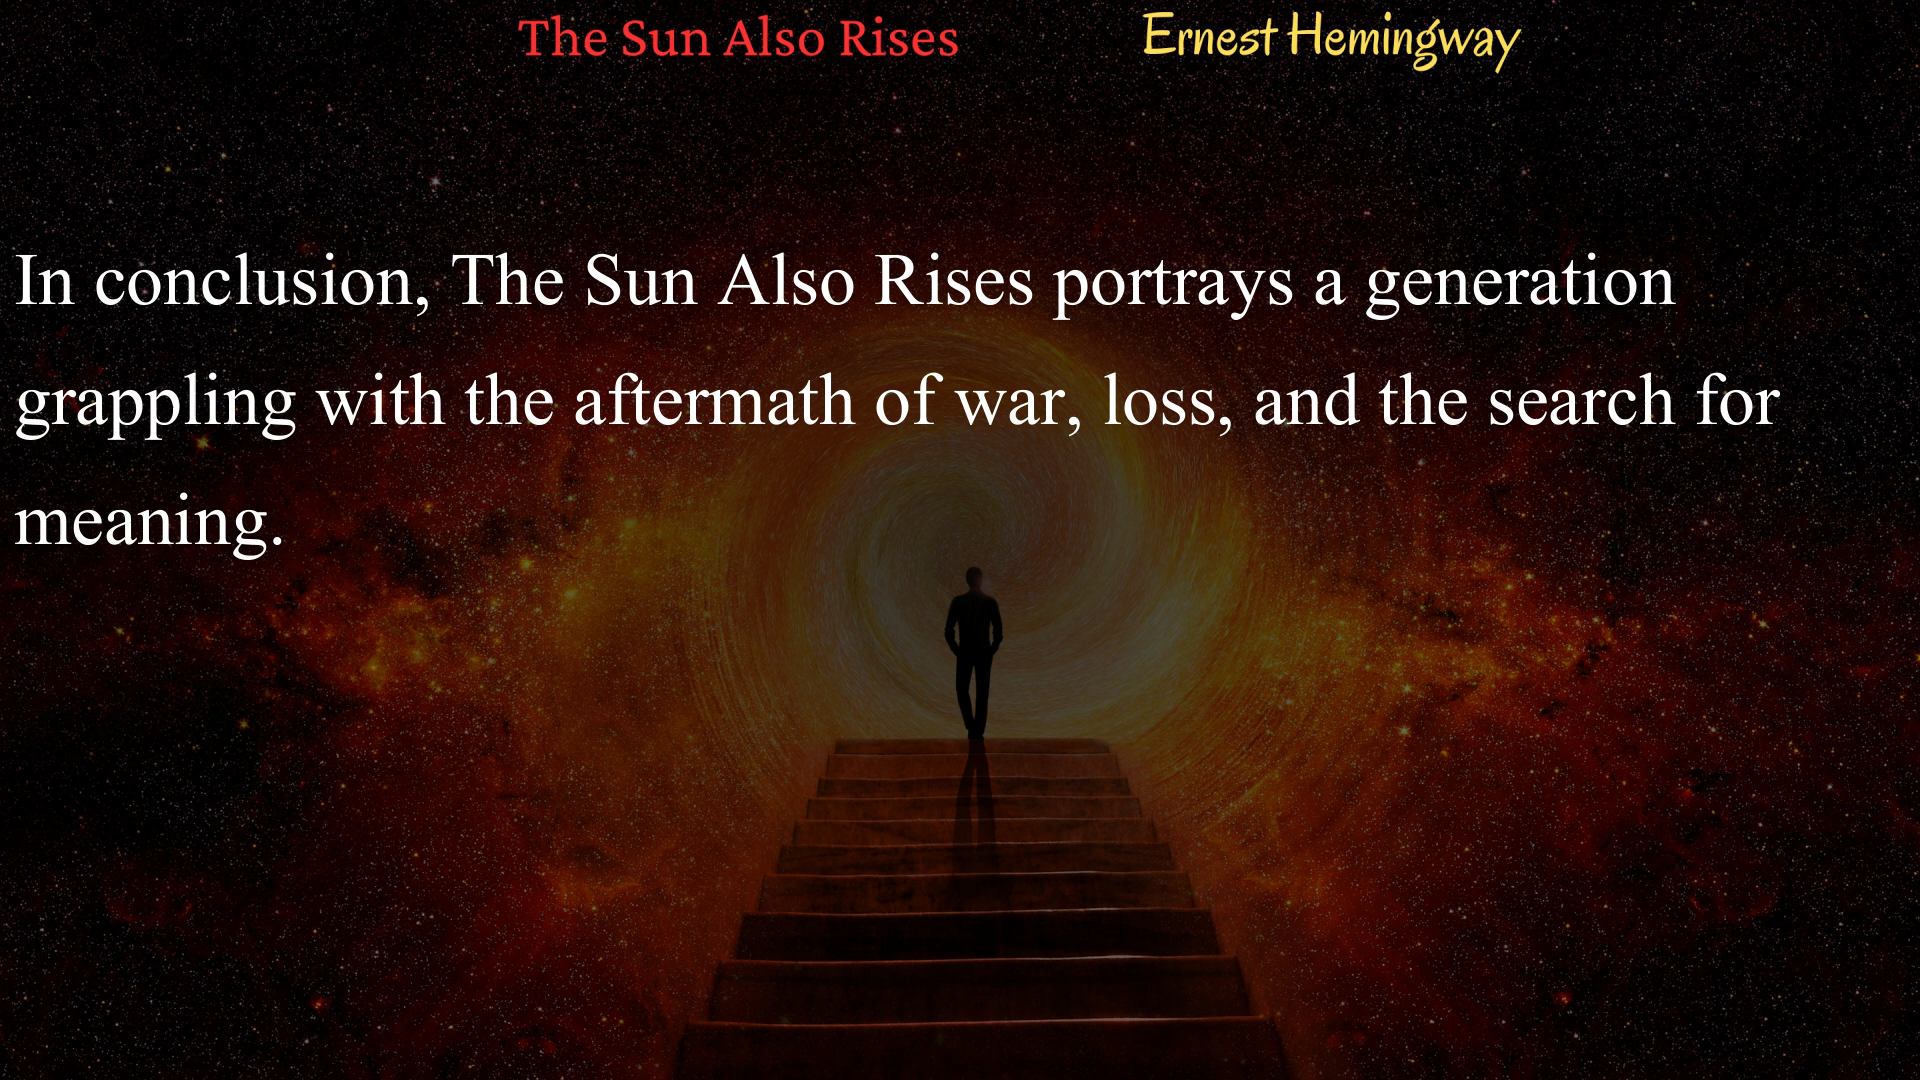 The Sun Also Rises
Ernest Hemingway
In conclusion, The Sun Also Rises portrays a generation
grappling with the aftermath of war, loss, and the search for
meaning.